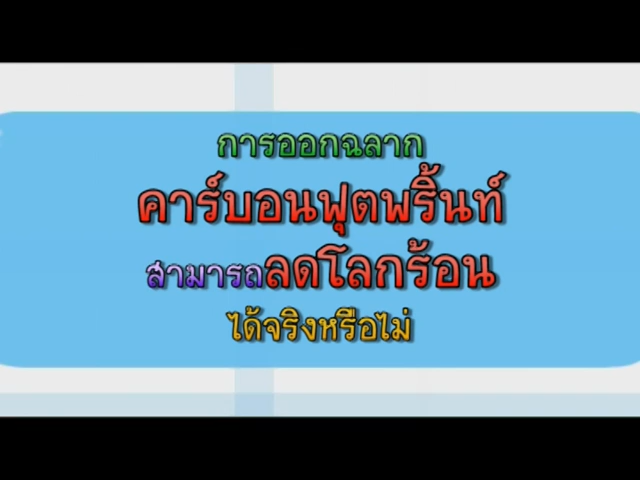 การออกฉลาก
คาร์บอนฟุตพริ้นท์
สามารถลดโลกร้อน
ได้จริงหรือไม่